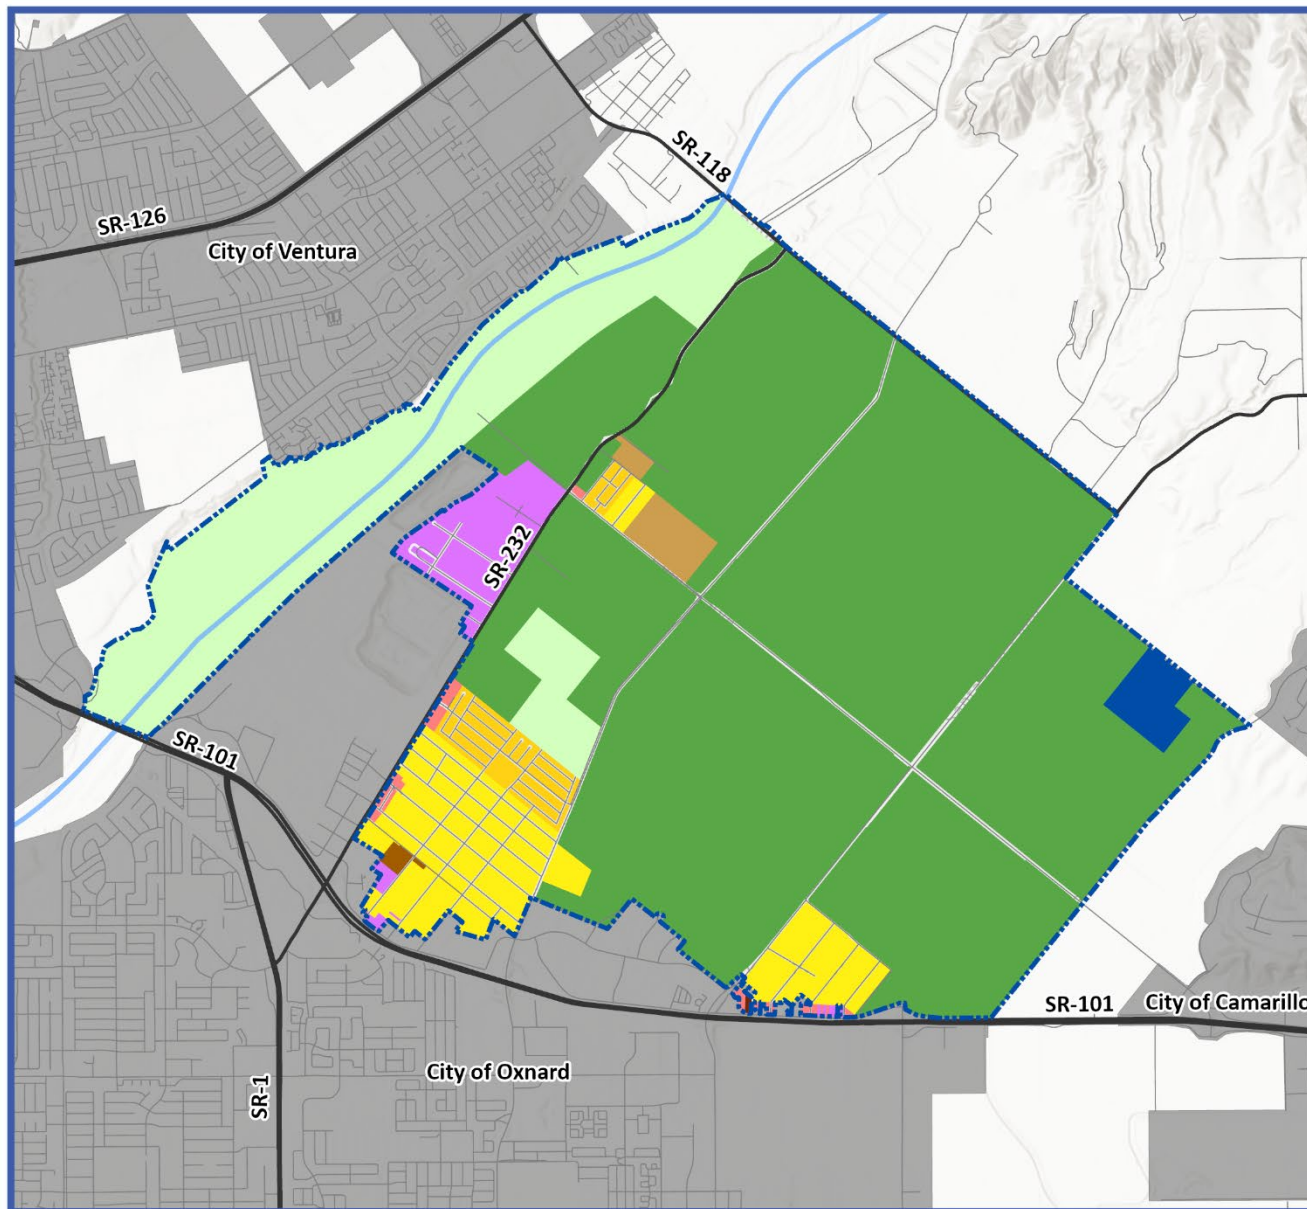 SR-118
SR-126
City of Ventura
SR-232
SR-101
SR-101
City of Camarillo
City of Oxnard
SR-1